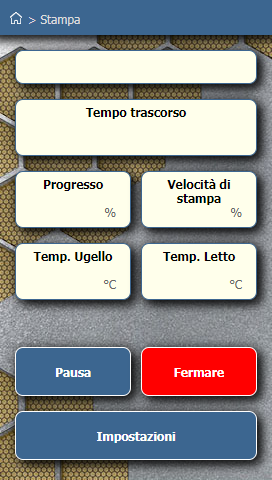 > Stampa
Tempo trascorso
Progresso
%
Velocità di
stampa
%
Temp. Ugello
°C
Temp. Letto
°C
Pausa
Fermare
Impostazioni